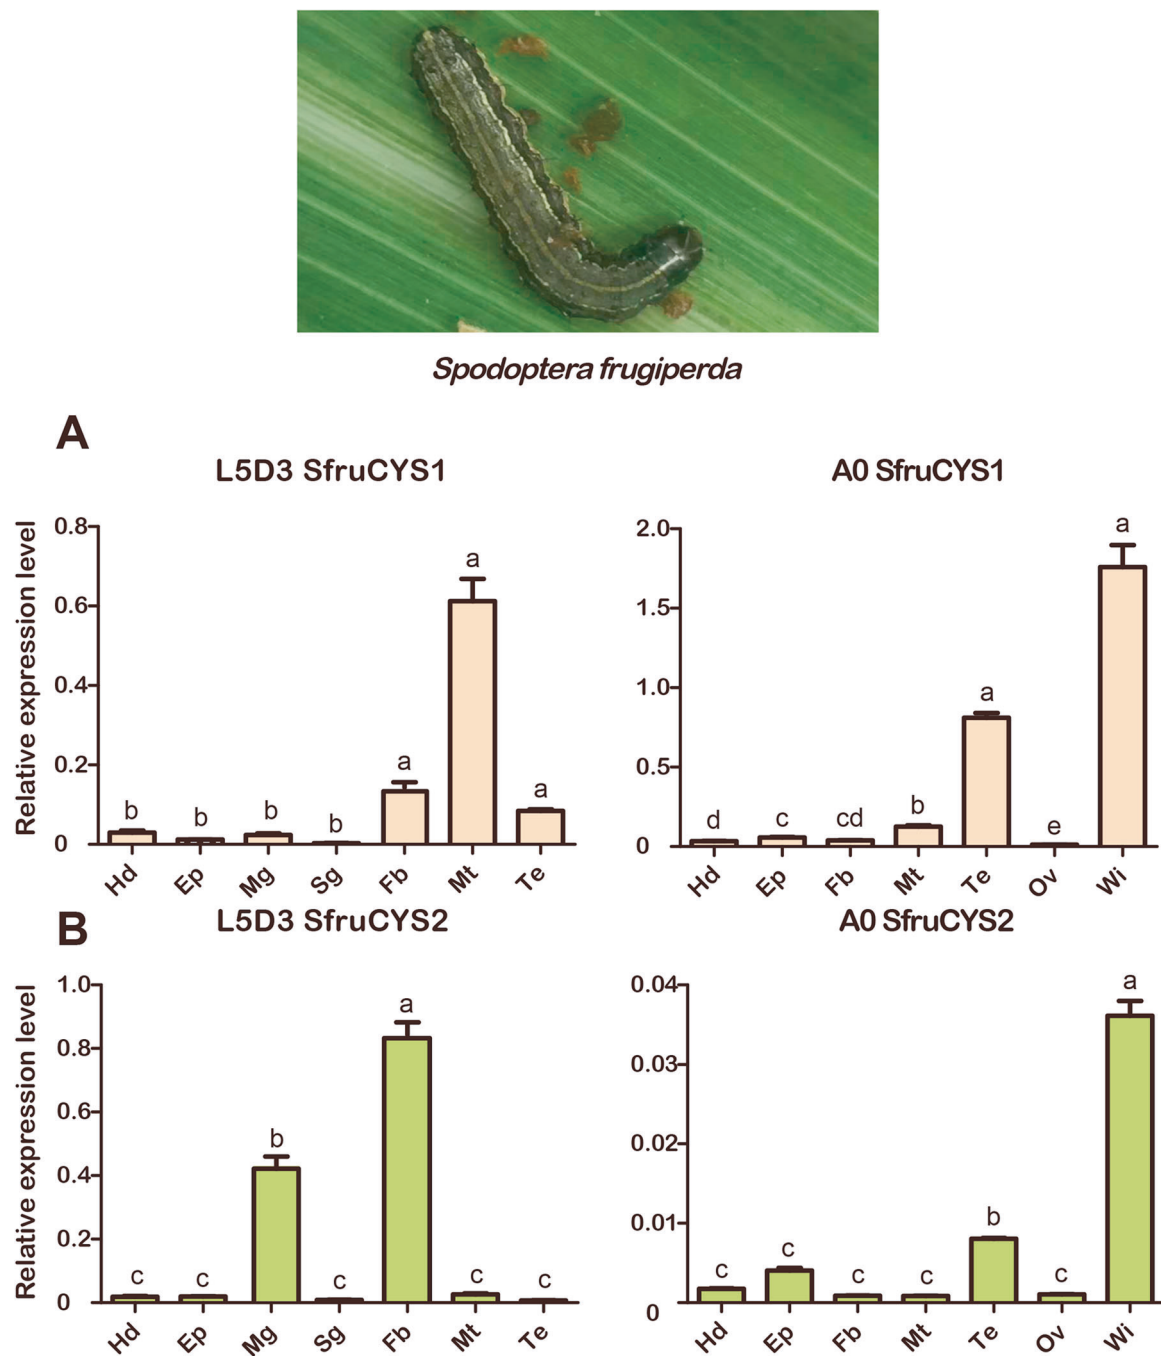 Spodoptera frugiperda
A
L5D3 SfruCYS1
A0 SfruCYS1
Relative expression level
0.8
0.6
0.4
0.2
0
b
b
b
b
a
a
a
Hd
Ep
Mg
Sg
Fb
Mt
Te
2.0
1.5
1.0
0.5
0
d
c
cd
b
a
e
a
Hd
Ep
Fb
Mt
Te
Ov
Wi
B
L5D3 SfruCYS2
A0 SfruCYS2
Relative expression level
1.0
0.8
0.6
0.4
0.2
0
c
c
b
c
a
c
c
Hd
Ep
Mg
Sg
Fb
Mt
Te
0.04
0.03
0.02
0.01
0
c
c
c
c
b
c
a
Hd
Ep
Fb
Mt
Te
Ov
Wi